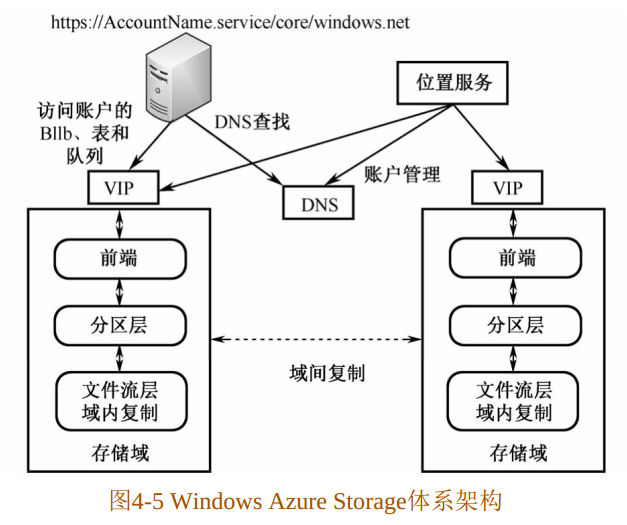 https://AccountName.service/core/windows.net
访问账户的
Bllb、表和
队列
DNS查找
位置服务
账户管理
VIP
DNS
VIP
前端
分区层
文件流层
域内复制
存储域
域间复制
前端
分区层
文件流层
域内复制
存储域
图4-5 Windows Azure Storage体系架构